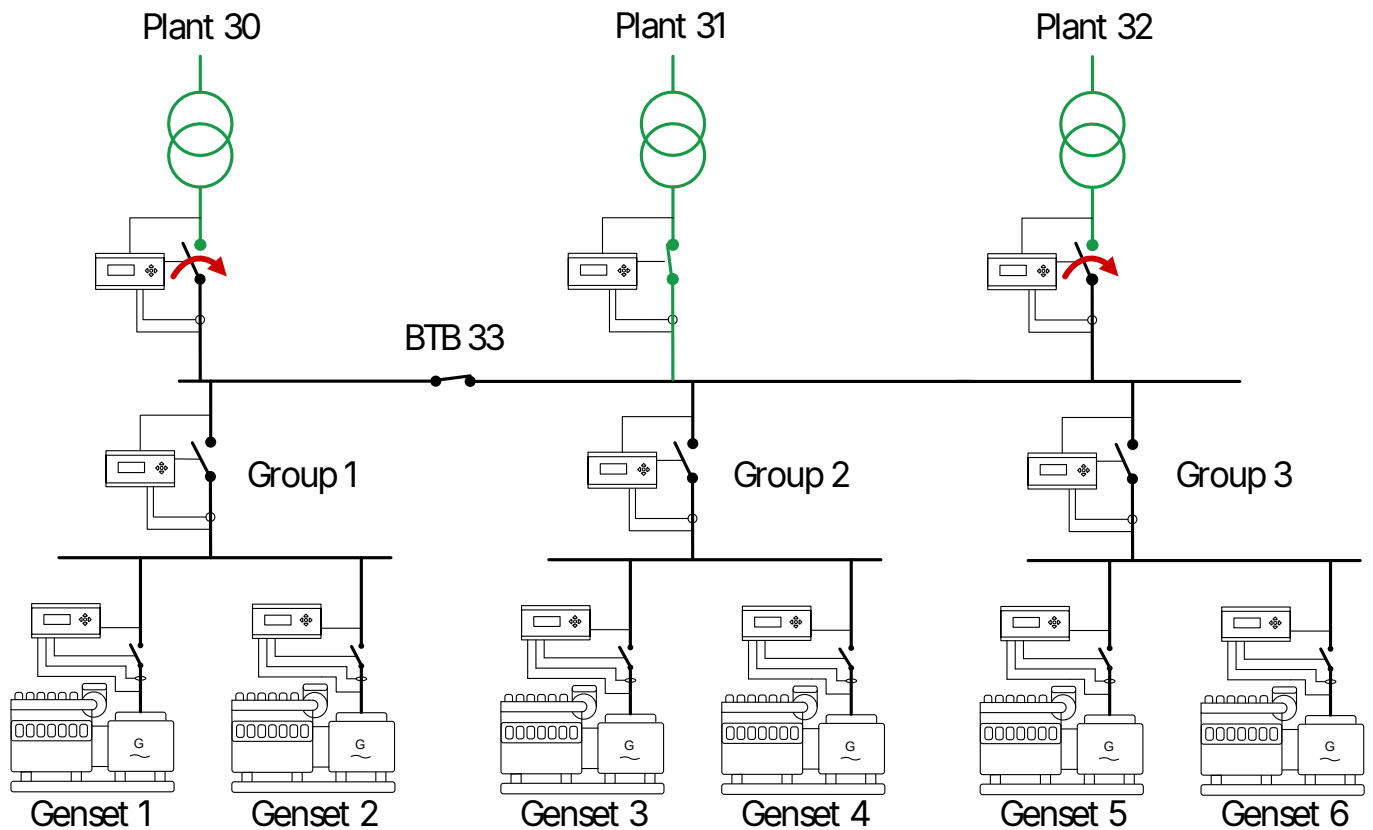 Plant 30
Plant 31
Plant 32
BTB 33
Group 1
Group 2
Group 3
G
G
G
G
G
G
Genset 1
Genset 2
Genset 3
Genset 4
Genset 5
Genset 6